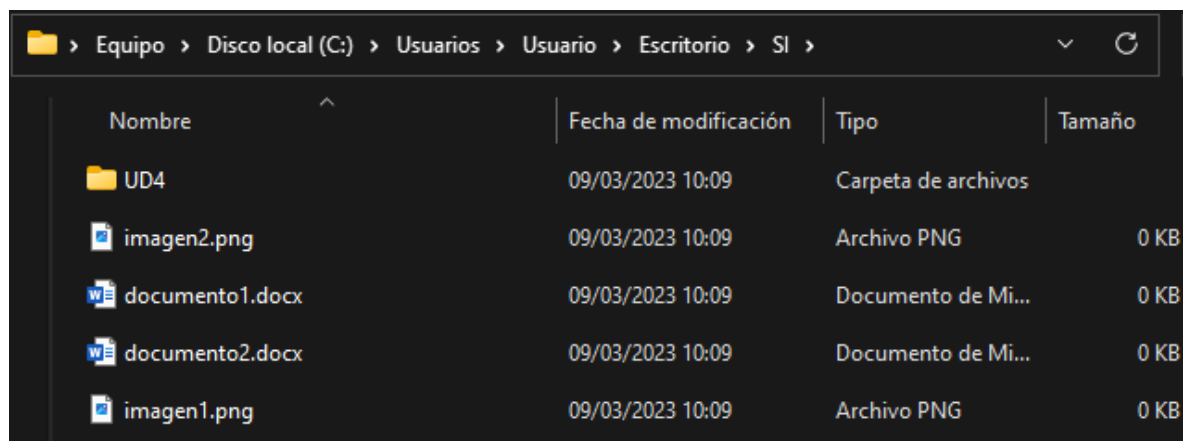 Equipo > Disco local (C:) > Usuarios > Usuario > Escritorio > SI >
Nombre Fecha de modificación Tipo Tamaño
UD4 09/03/2023 10:09 Carpeta de archivos
imagen2.png 09/03/2023 10:09 Archivo PNG 0 KB
documento1.docx 09/03/2023 10:09 Documento de Mi... 0 KB
documento2.docx 09/03/2023 10:09 Documento de Mi... 0 KB
imagen1.png 09/03/2023 10:09 Archivo PNG 0 KB